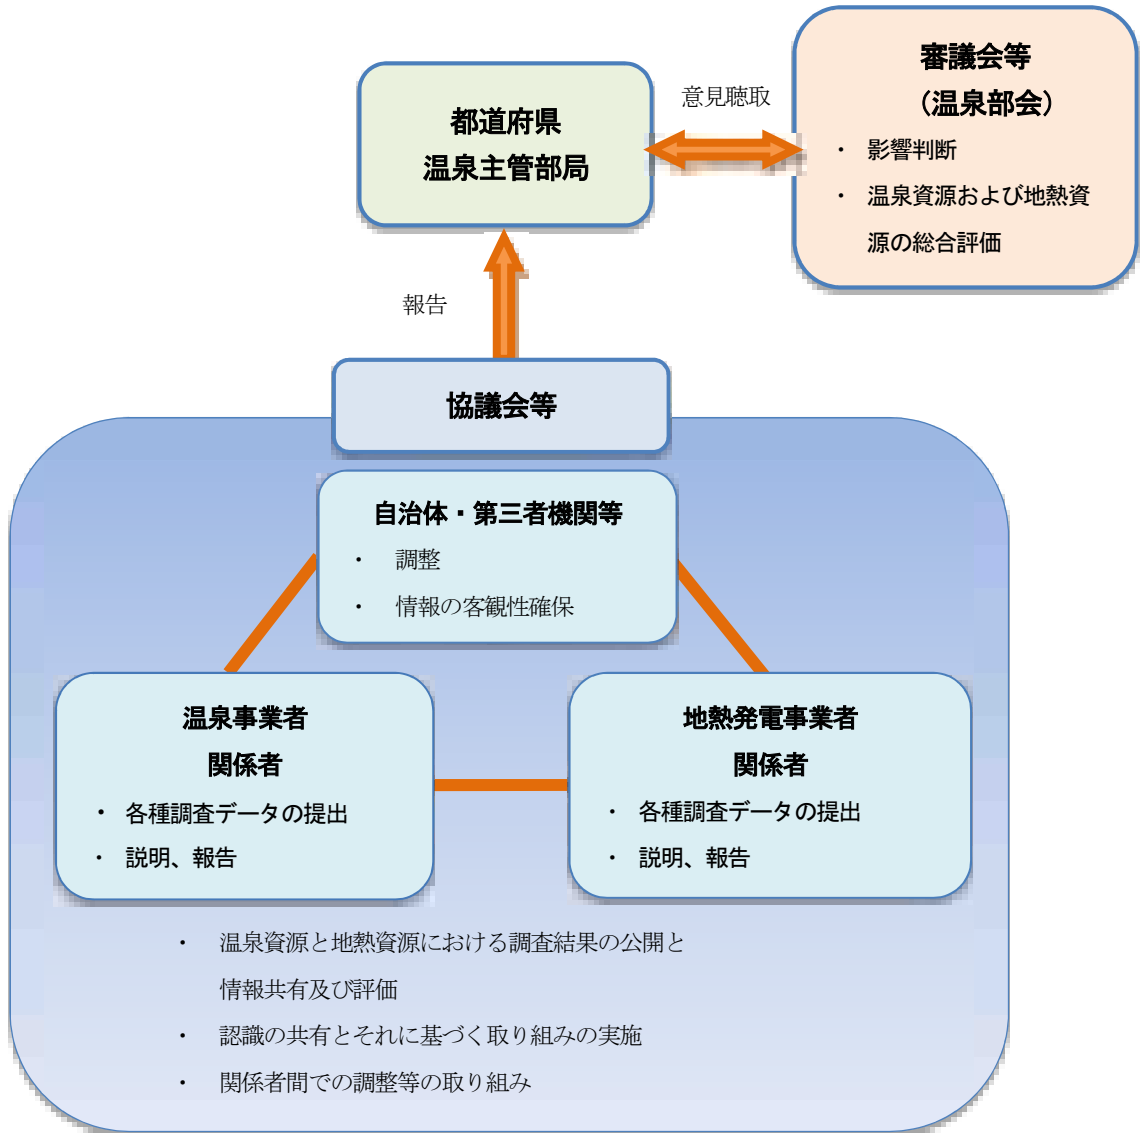 審議会等
(温泉部会)
・ 影響判断
・ 温泉資源および地熱資
源の総合評価
意見聴取
都道府県
温泉主管部局
報告
協議会等
自治体・第三者機関等
・ 調整
・ 情報の客観性確保
温泉事業者
関係者
・ 各種調査データの提出
・ 説明、報告
地熱発電事業者
関係者
・ 各種調査データの提出
・ 説明、報告
・ 温泉資源と地熱資源における調査結果の公開と
情報共有及び評価
・ 認識の共有とそれに基づく取り組みの実施
・ 関係者間での調整等の取り組み